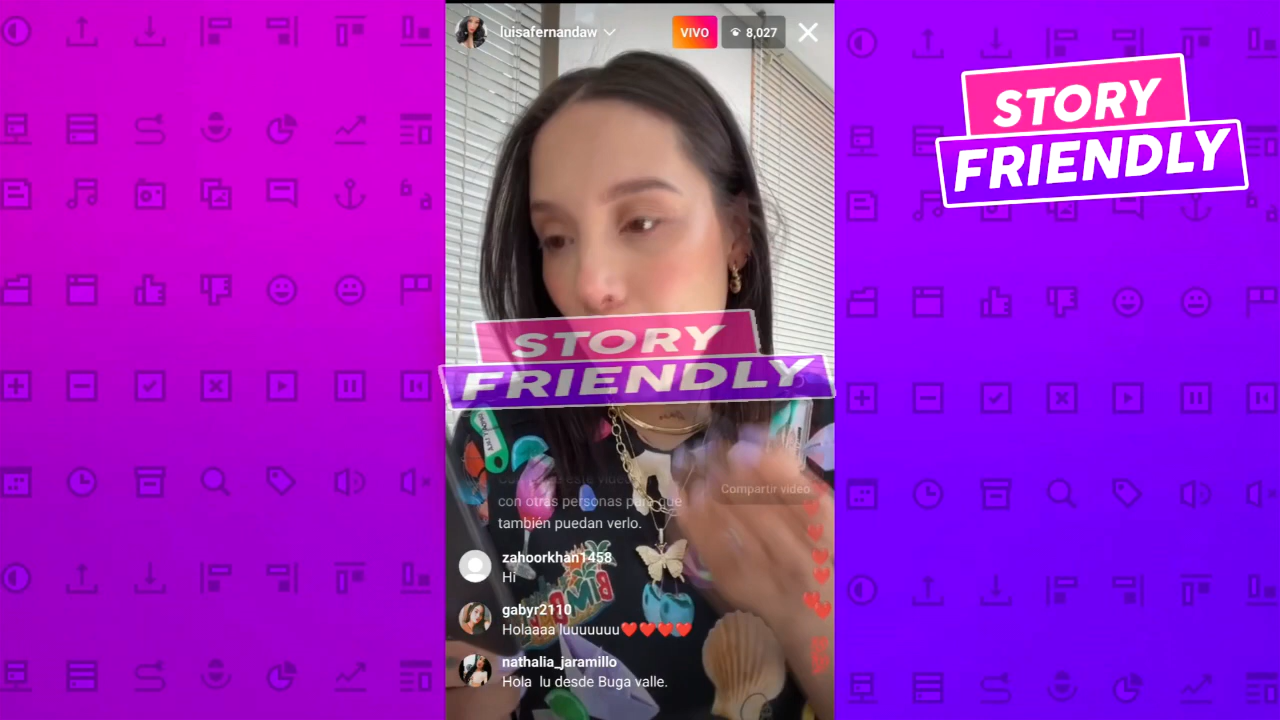 luisafernandaw
VIVO
8,027
STORY
FRIENDLY
STORY
FRIENDLY
con otras personas para que
también puedan verlo.
Compartir video
zahoorkhan1458
Hi
gabyr2110
Holaaaa luuuuuuu❤️❤️❤️❤️
nathalia_jaramillo
Hola lu desde Buga valle.